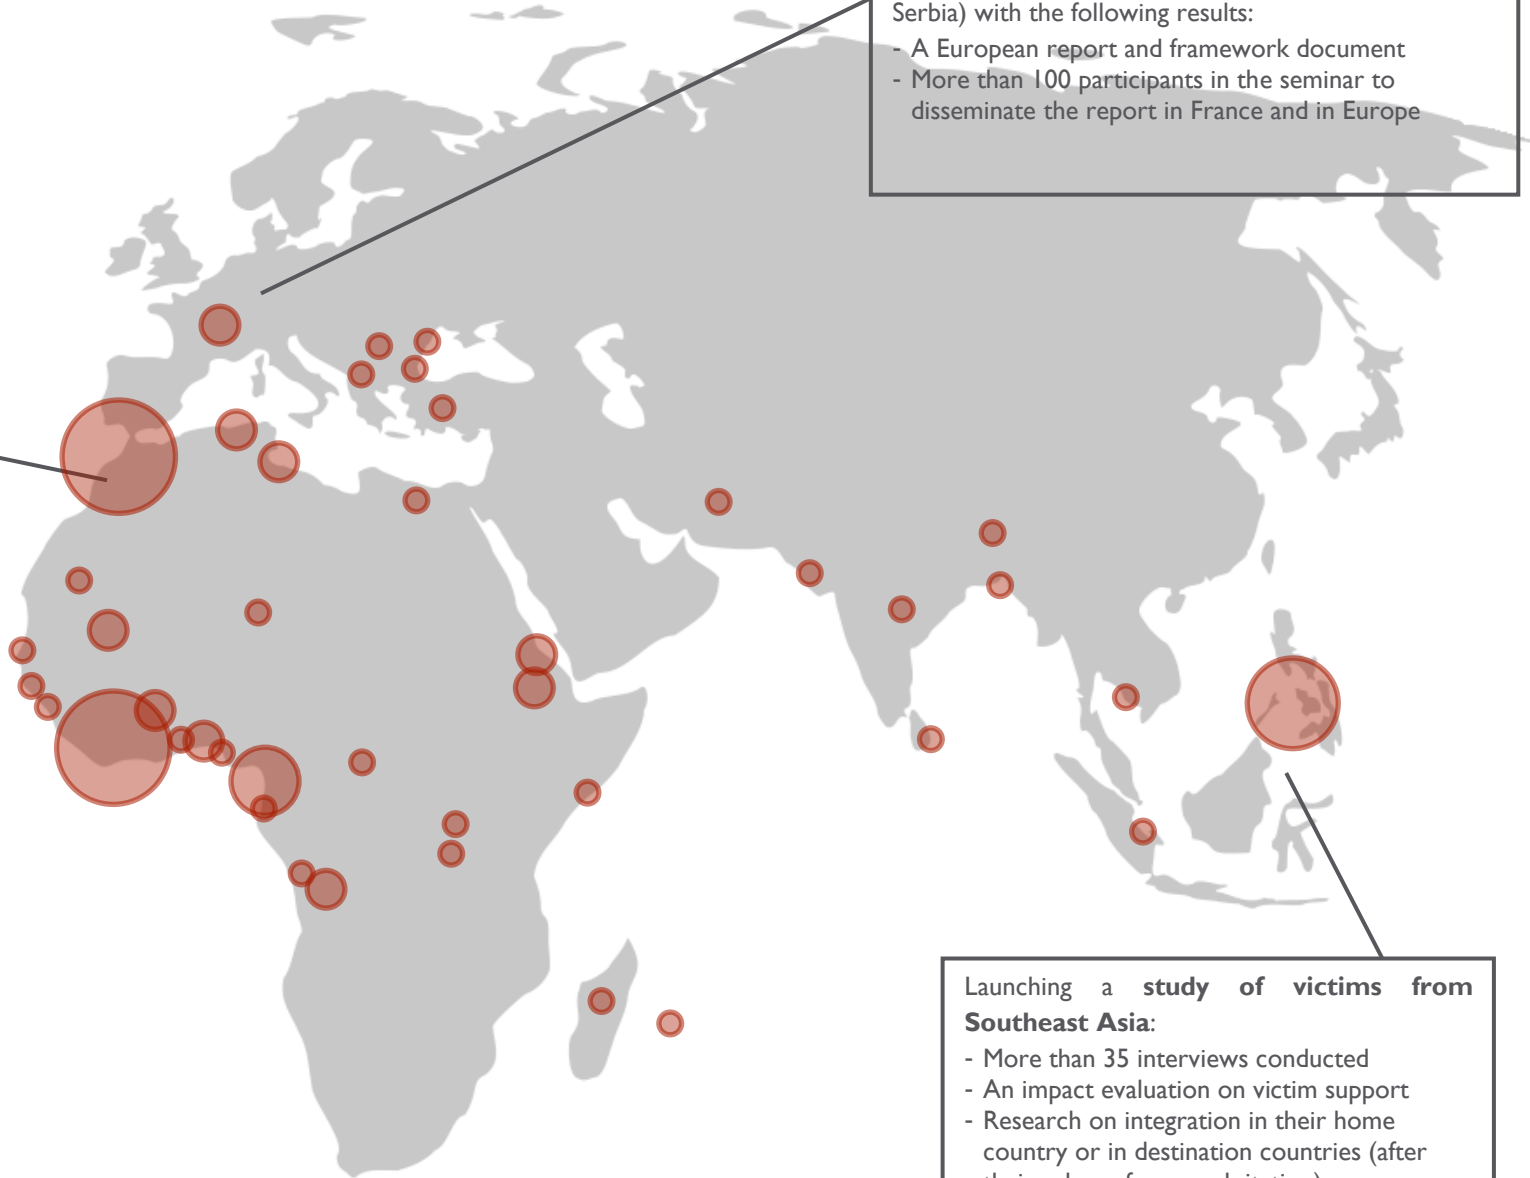 Serbia) with the following results:
- A European report and framework document
- More than 100 participants in the seminar to
disseminate the report in France and in Europe
Launching a study of victims from
Southeast Asia:
- More than 35 interviews conducted
- An impact evaluation on victim support
- Research on integration in their home
country or in destination countries (after